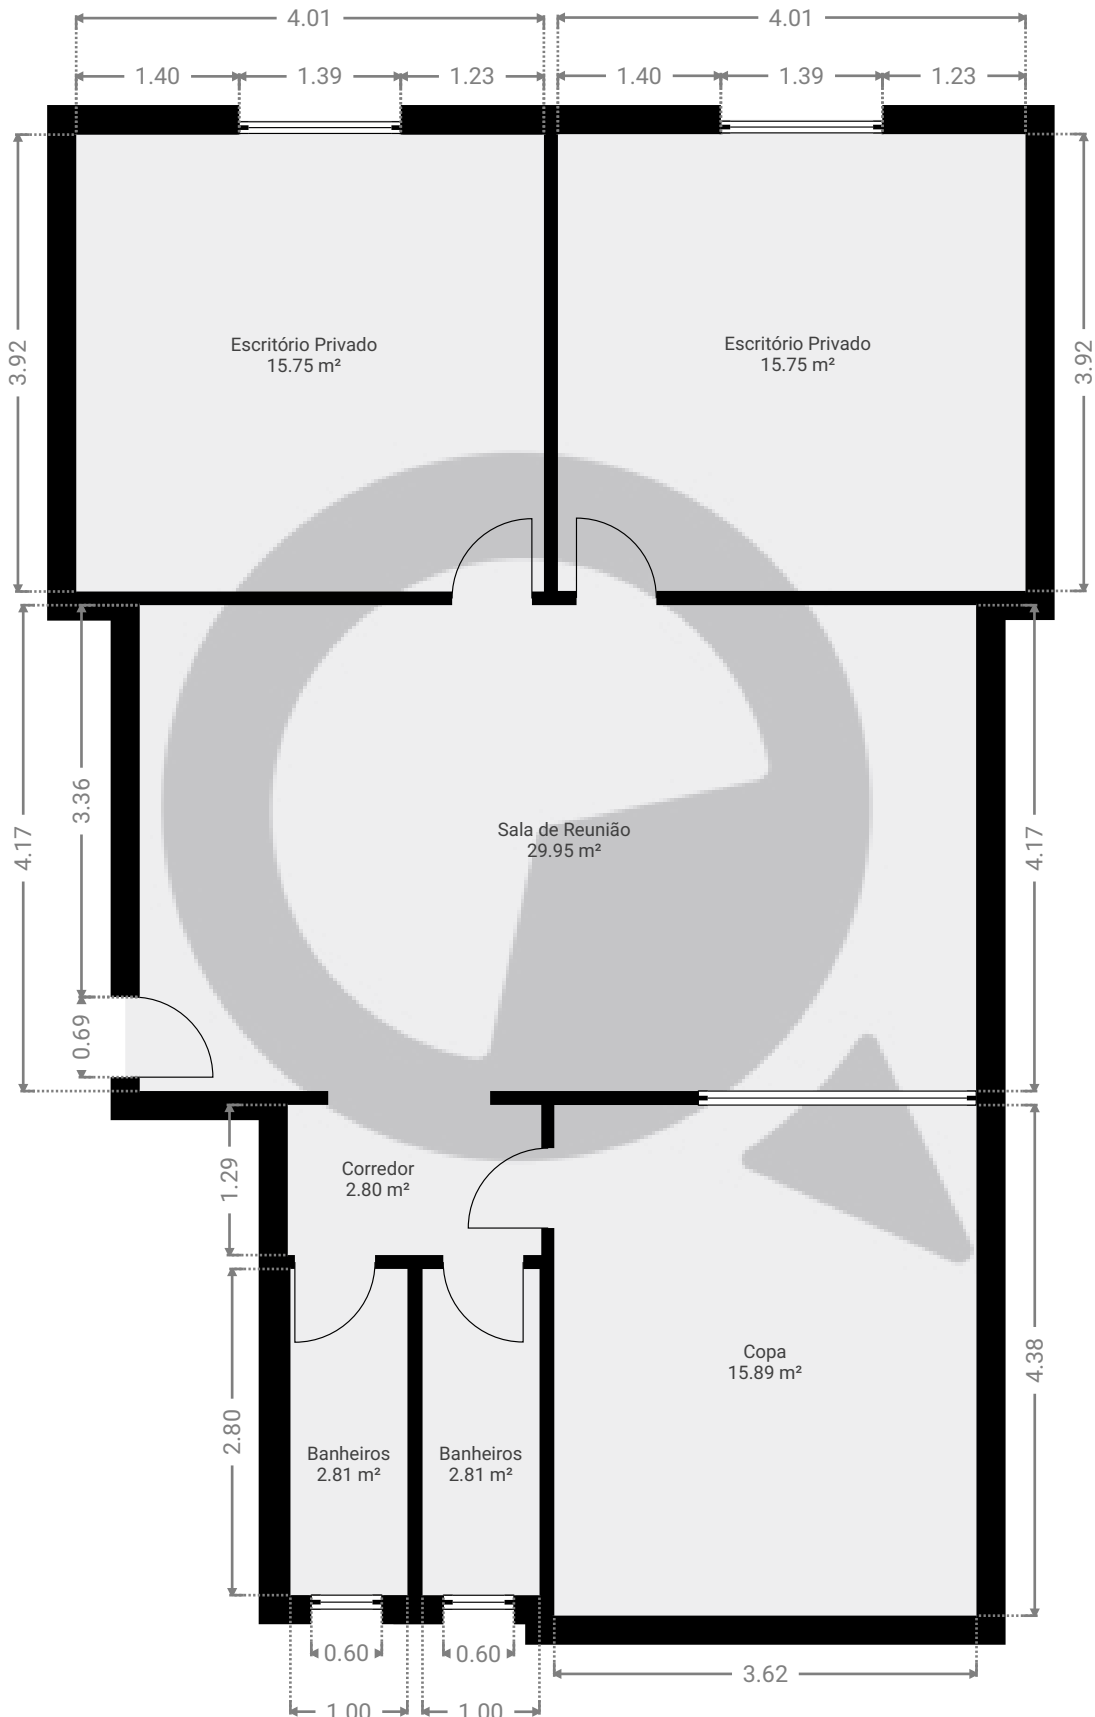 4.01
4.01
1.40
1.39
1.23
1.40
1.39
1.23
3.92
3.92
Escritório Privado
15.75 m²
Escritório Privado
15.75 m²
4.17
3.36
0.69
4.17
Sala de Reunião
29.95 m²
1.29
Corredor
2.80 m²
2.80
4.38
Copa
15.89 m²
Banheiros
2.81 m²
Banheiros
2.81 m²
0.60
0.60
3.62
1.00
1.00